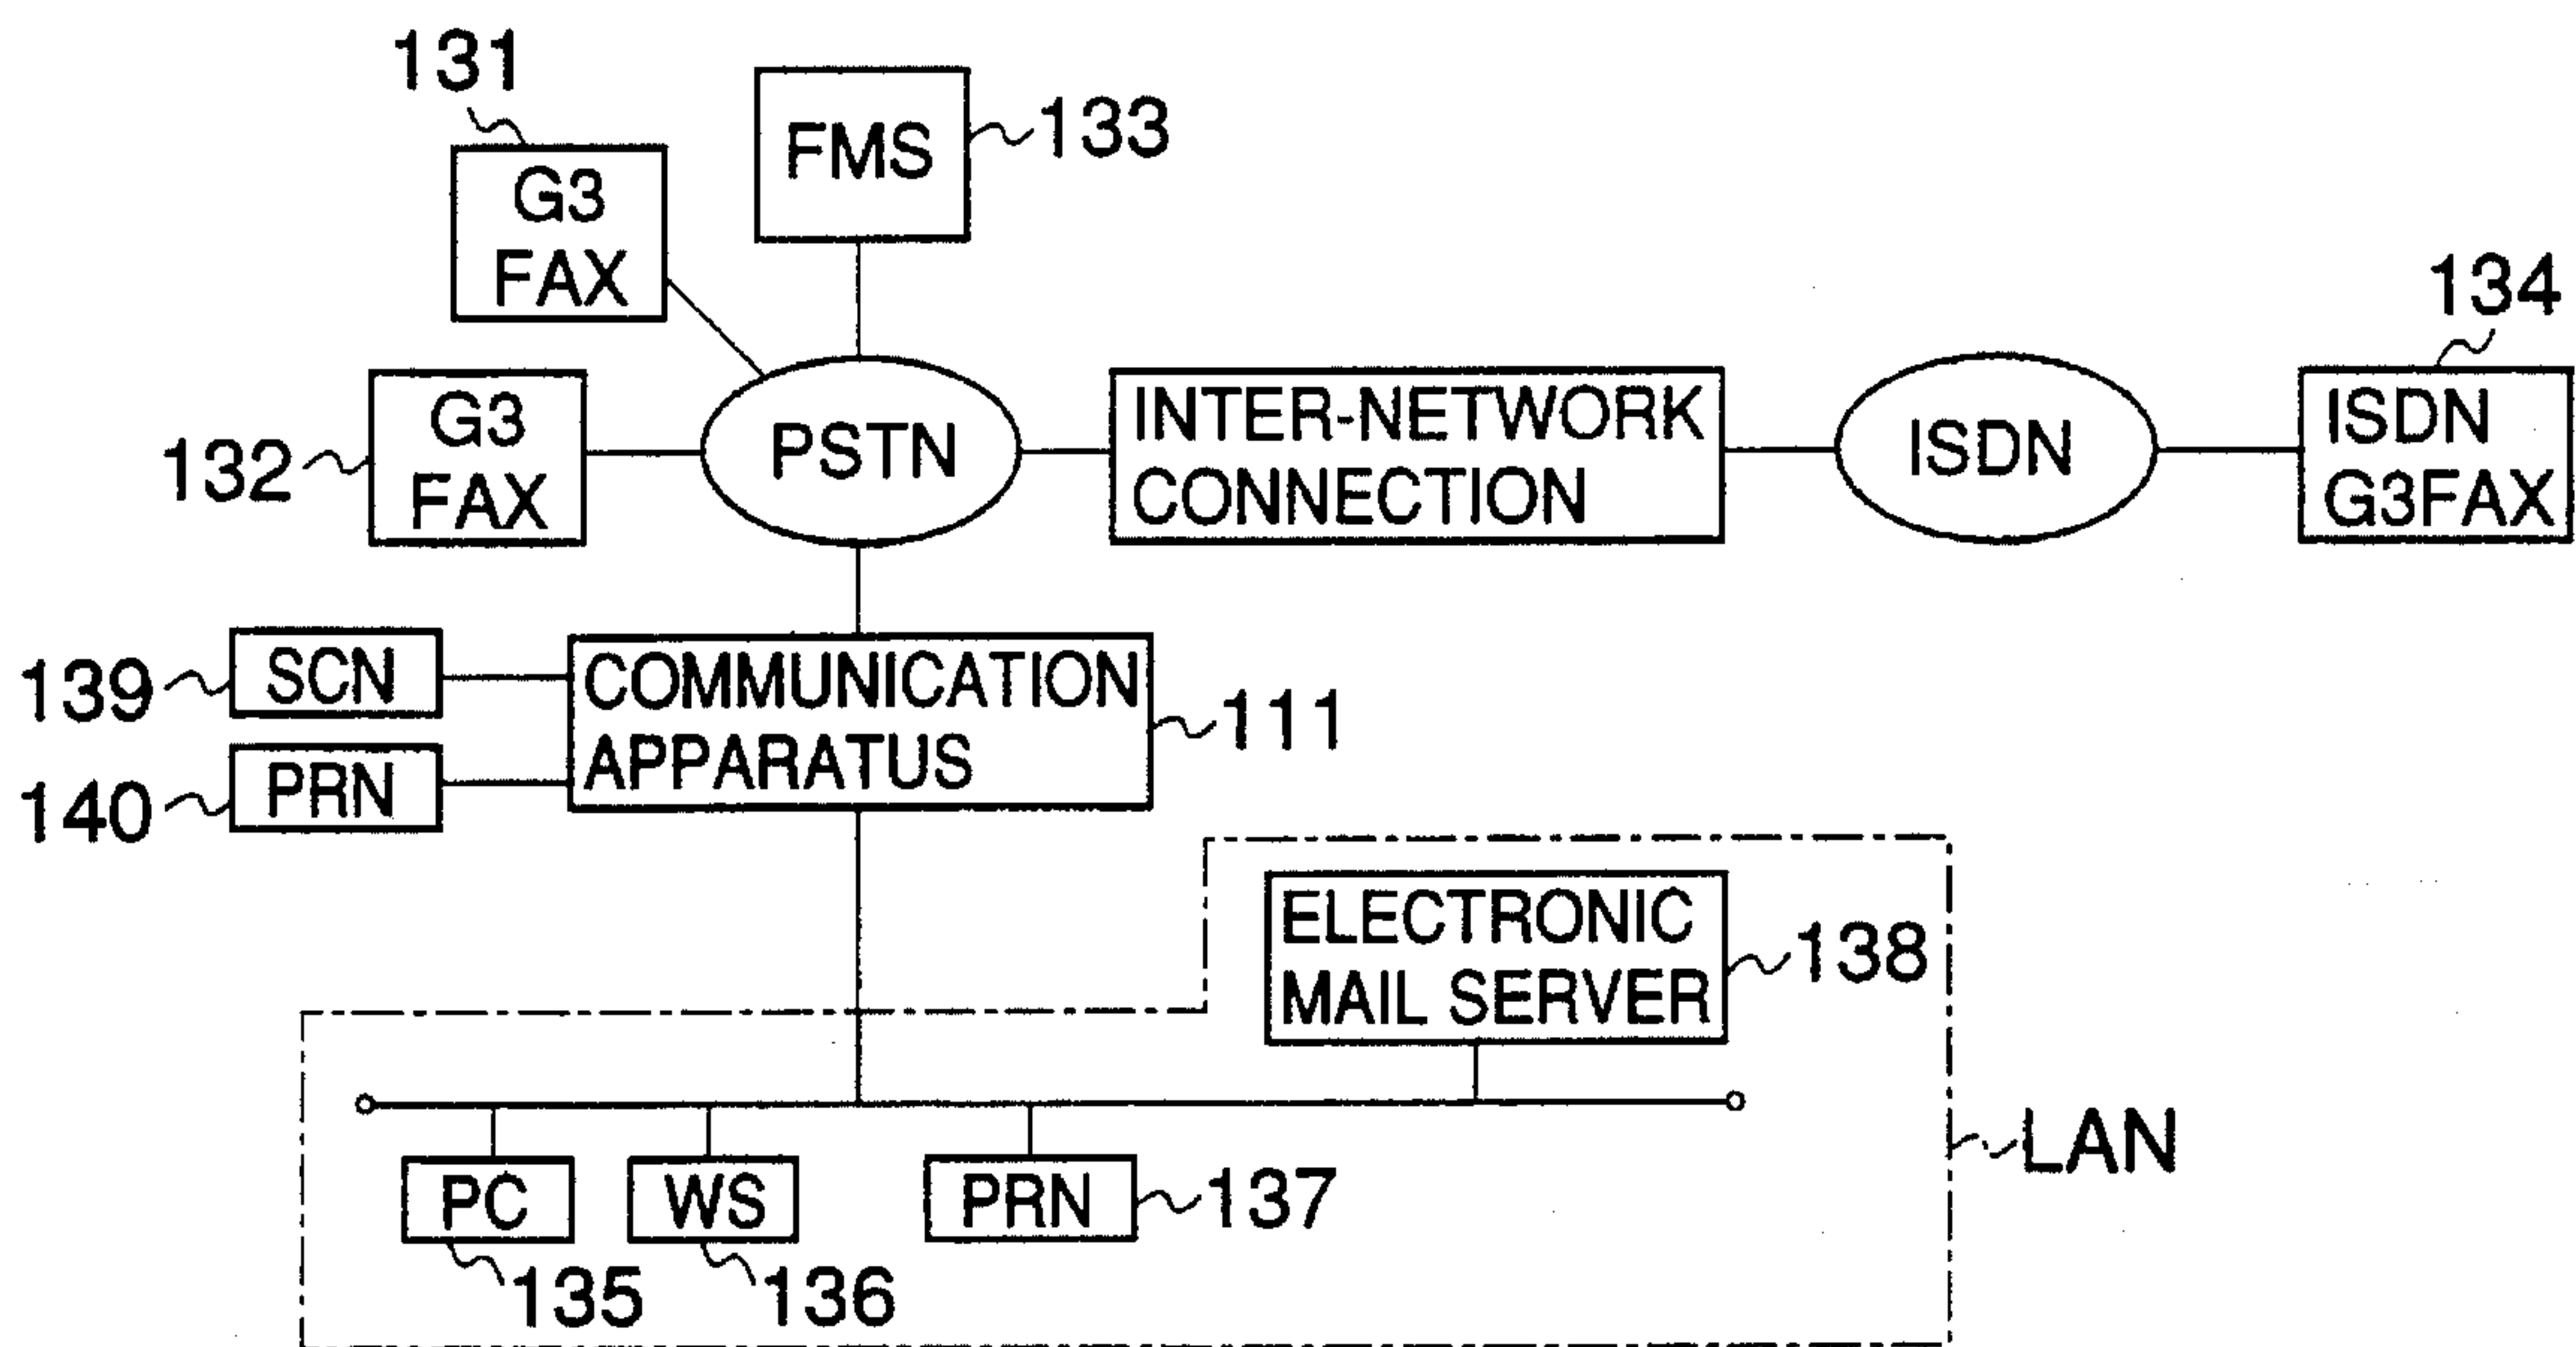 131
G3
FAX
FMS
133
134
132
G3
FAX
PSTN
INTER-NETWORK
CONNECTION
ISDN
ISDN
G3FAX
139
SCN
140
PRN
COMMUNICATION
APPARATUS
111
ELECTRONIC
MAIL SERVER
138
LAN
PC
135
WS
136
PRN
137